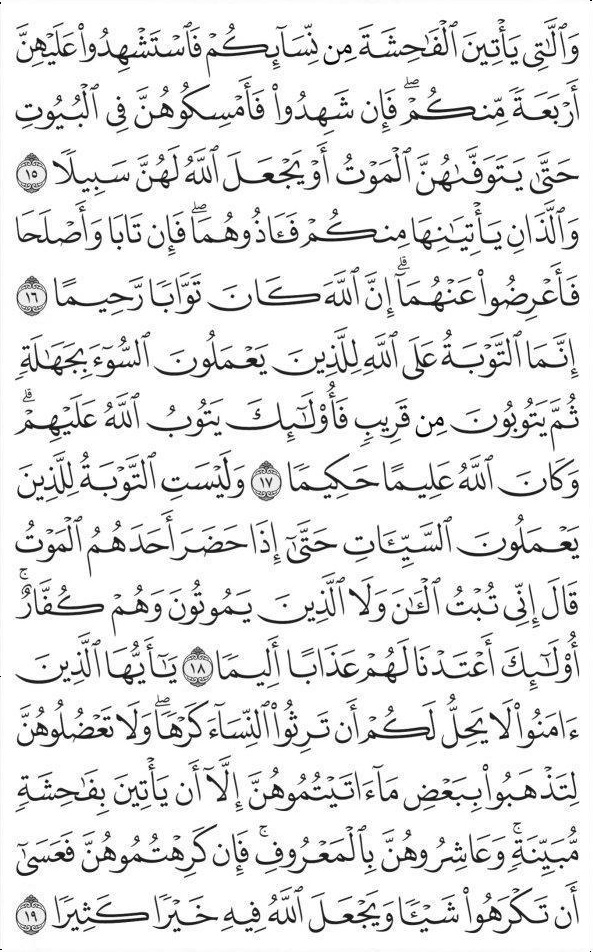 وَٱلَّٰتِى يَأۡتِينَ ٱلۡفَٰحِشَةَ مِن نِّسَآئِكُمۡ فَٱسۡتَشۡهِدُواْ عَلَيۡهِنَّ
أَرۡبَعَةٗ مِّنكُمۡۖ فَإِن شَهِدُواْ فَأَمۡسِكُوهُنَّ فِى ٱلۡبُيُوتِ
حَتَّىٰ يَتَوَفَّىٰهُنَّ ٱلۡمَوۡتُ أَوۡ يَجۡعَلَ ٱللَّهُ لَهُنَّ سَبِيلٗا ١٥
وَٱلَّذَانِ يَأۡتِيَٰنِهَا مِنكُمۡ فَـَٔاذُوهُمَاۖ فَإِن تَابَا وَأَصۡلَحَا
فَأَعۡرِضُواْ عَنۡهُمَآۗ إِنَّ ٱللَّهَ كَانَ تَوَّابٗا رَّحِيمًا ١٦
إِنَّمَا ٱلتَّوۡبَةُ عَلَى ٱللَّهِ لِلَّذِينَ يَعۡمَلُونَ ٱلسُّوٓءَ بِجَهَٰلَةٖ
ثُمَّ يَتُوبُونَ مِن قَرِيبٖ فَأُوْلَٰٓئِكَ يَتُوبُ ٱللَّهُ عَلَيۡهِمۡۗ
وَكَانَ ٱللَّهُ عَلِيمًا حَكِيمٗا ١٧ وَلَيۡسَتِ ٱلتَّوۡبَةُ لِلَّذِينَ
يَعۡمَلُونَ ٱلسَّيِّـَٔاتِ حَتَّىٰٓ إِذَا حَضَرَ أَحَدَهُمُ ٱلۡمَوۡتُ
قَالَ إِنِّى تُبۡتُ ٱلۡـَٰٔنَ وَلَا ٱلَّذِينَ يَمُوتُونَ وَهُمۡ كُفَّارٌۚ
أُوْلَٰٓئِكَ أَعۡتَدۡنَا لَهُمۡ عَذَابًا أَلِيمٗا ١٨ يَٰٓأَيُّهَا ٱلَّذِينَ
ءَامَنُواْ لَا يَحِلُّ لَكُمۡ أَن تَرِثُواْ ٱلنِّسَآءَ كَرۡهٗاۖ وَلَا تَعۡضُلُوهُنَّ
لِتَذۡهَبُواْ بِبَعۡضِ مَآ ءَاتَيۡتُمُوهُنَّ إِلَّآ أَن يَأۡتِينَ بِفَٰحِشَةٖ
مُّبَيِّنَةٖۚ وَعَاشِرُوهُنَّ بِٱلۡمَعۡرُوفِۚ فَإِن كَرِهۡتُمُوهُنَّ فَعَسَىٰٓ
أَن تَكۡرَهُواْ شَيۡـٔٗا وَيَجۡعَلَ ٱللَّهُ فِيهِ خَيۡرٗا كَثِيرٗا ١٩